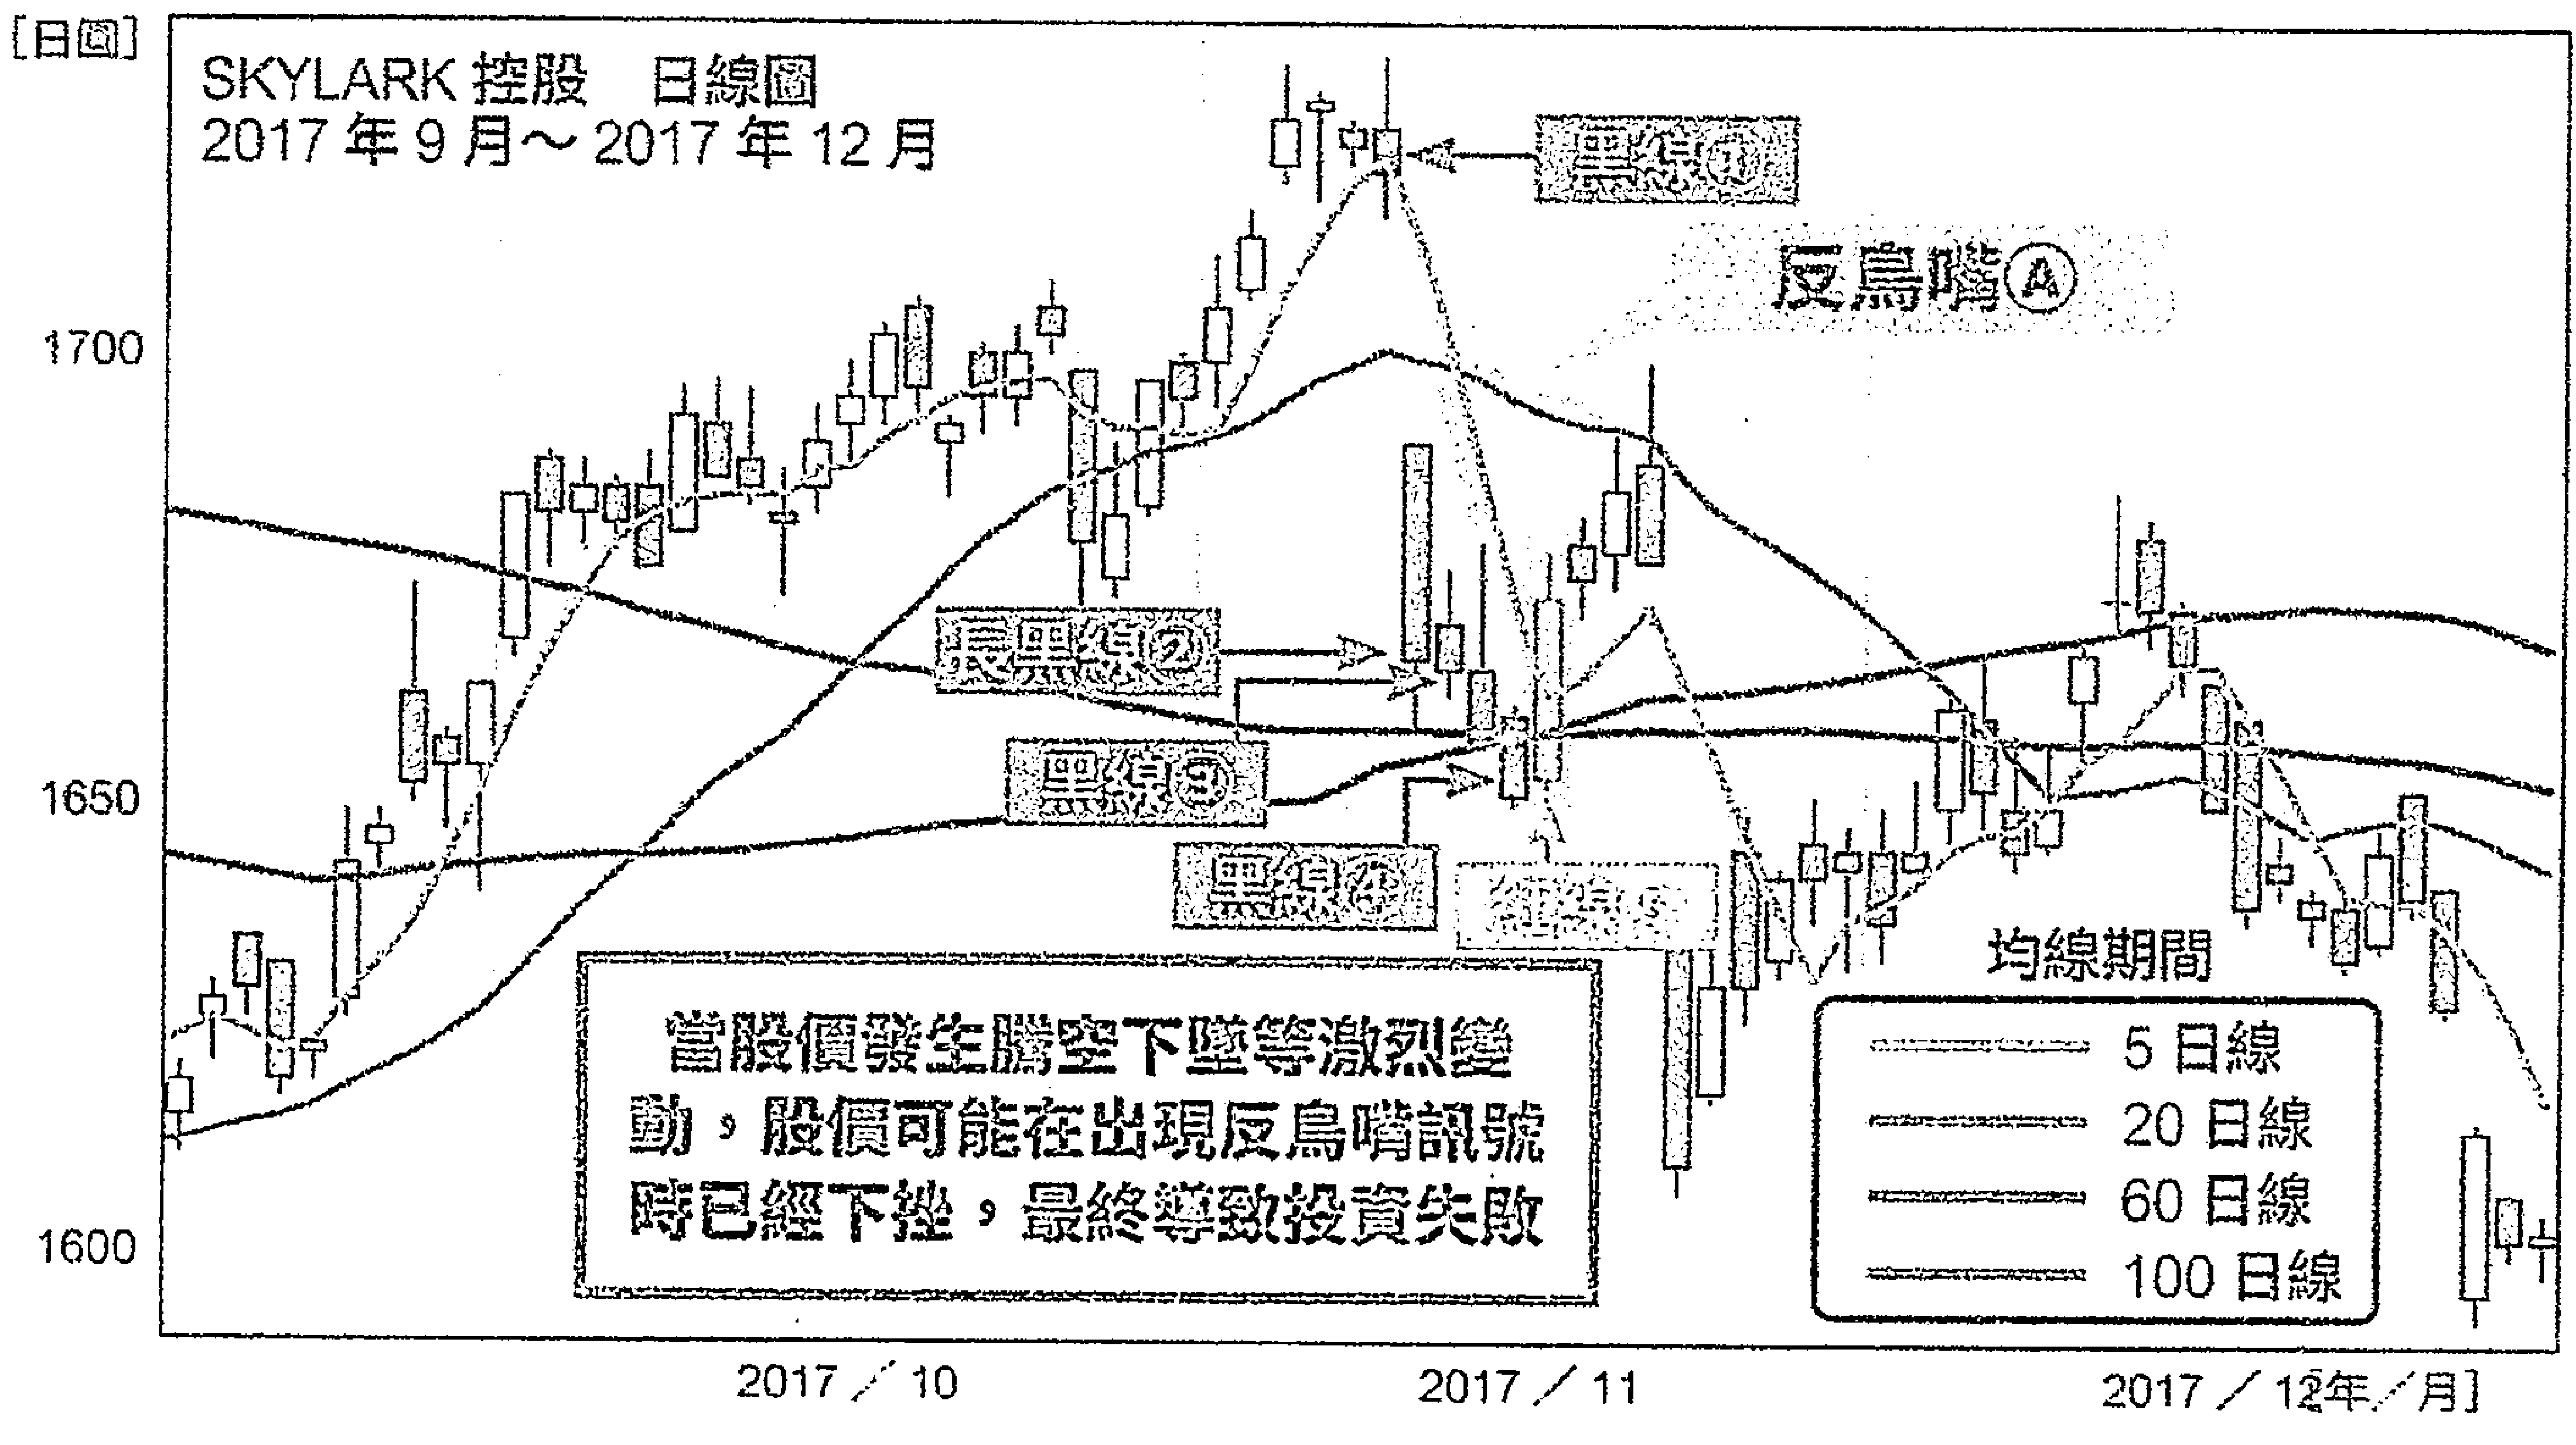 [日圓]
SKYLARK 控股 日線圖
2017 年 9 月～ 2017 年 12 月
黑線①
反鳥嘴Ⓐ
1700
長黑線②
黑線③
1650
黑線④
紅線⑤
均線期間
5 日線
20 日線
60 日線
100 日線
當股價發生騰空下墜等激烈變
動，股價可能在出現反鳥嘴訊號
時已經下挫，最終導致投資失敗
1600
2017／10
2017／11
2017／12[年／月]